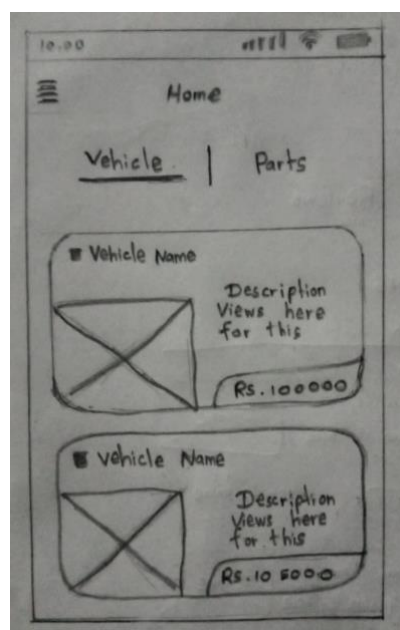 10.00
Home
Vehicle | Parts
Vehicle Name
Description
Views here
for this
Rs. 100000
Vehicle Name
Description
Views here
for this
Rs. 105000